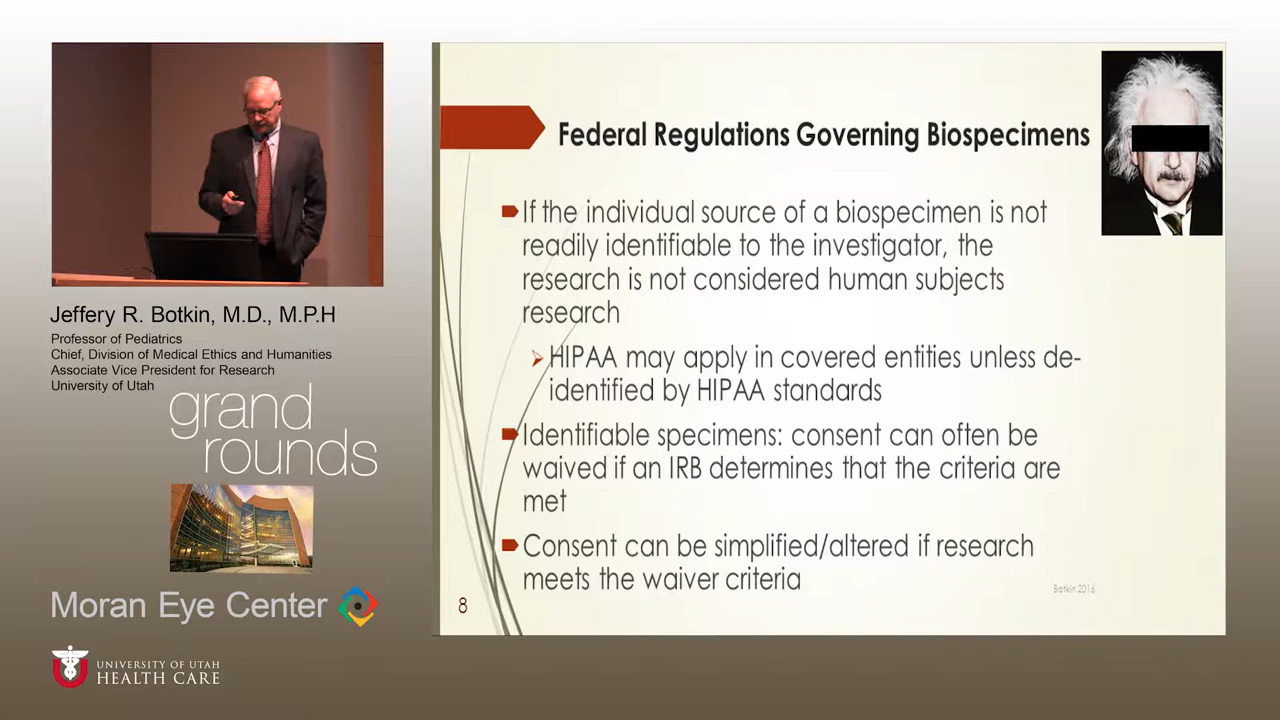 Federal Regulations Governing Biospecimens
If the individual source of a biospecimen is not
readily identifiable to the investigator, the
research is not considered human subjects
research
HIPAA may apply in covered entities unless de-
identified by HIPAA standards
Identifiable specimens: consent can often be
waived if an IRB determines that the criteria are
met
Consent can be simplified/altered if research
meets the waiver criteria
Botkin 2016
8
Jeffery R. Botkin, M.D., M.P.H
Professor of Pediatrics
Chief, Division of Medical Ethics and Humanities
Associate Vice President for Research
University of Utah
grand
rounds
Moran Eye Center
UNIVERSITY OF UTAH
HEALTH CARE